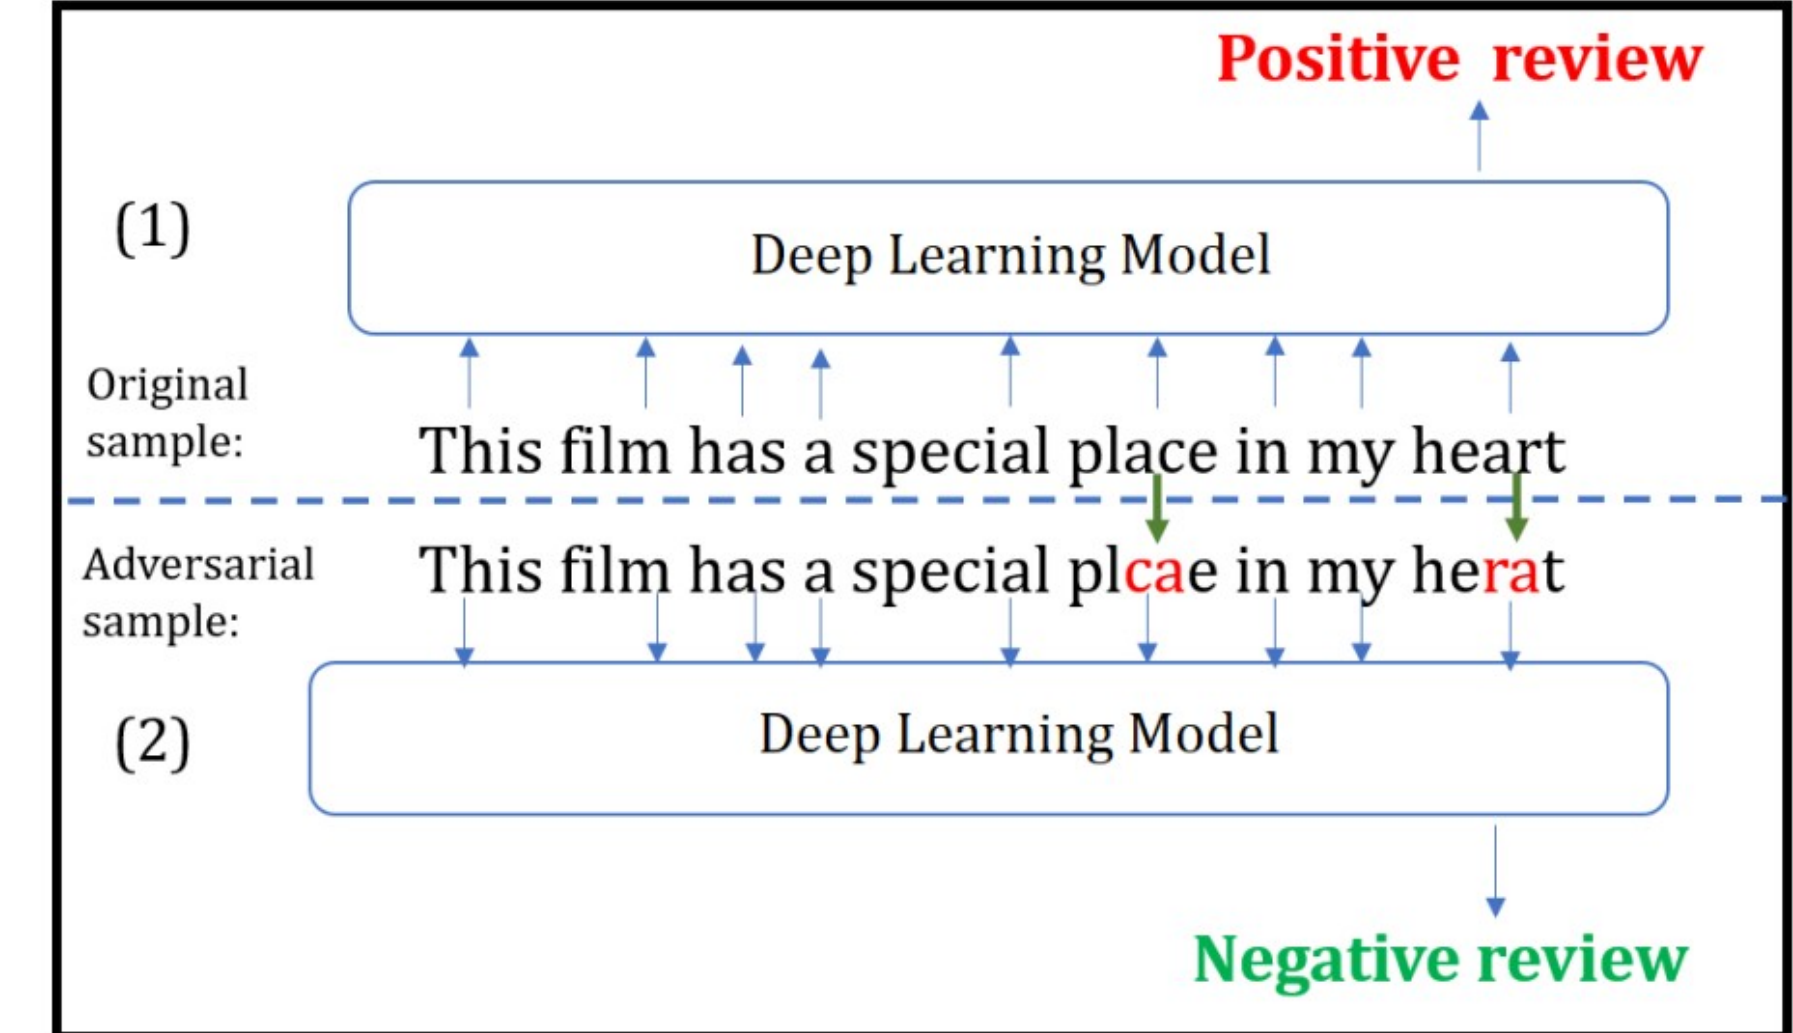 Positive review
(1)
Deep Learning Model
Original
sample:
This film has a special place in my heart
Adversarial
sample:
This film has a special plcae in my herat
(2)
Deep Learning Model
Negative review